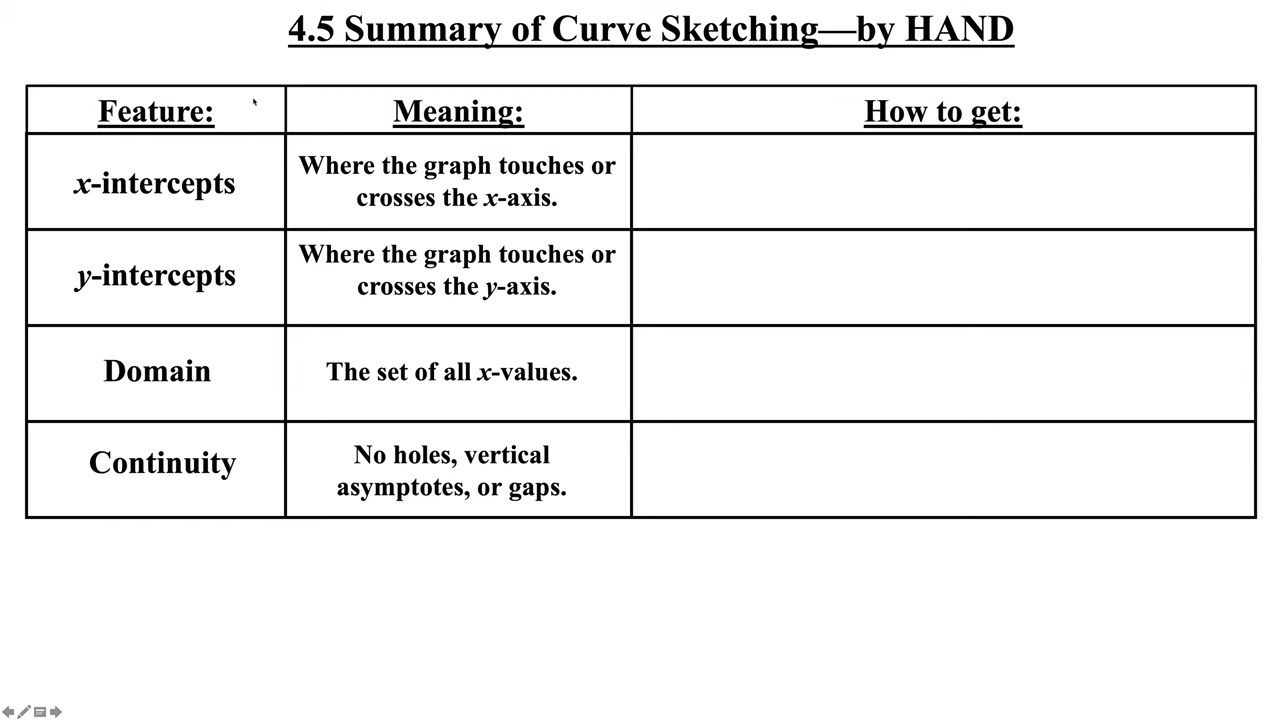 4.5 Summary of Curve Sketching—by HAND
Feature:
Meaning:
How to get:
x-intercepts
Where the graph touches or
crosses the x-axis.
y-intercepts
Where the graph touches or
crosses the y-axis.
Domain
The set of all x-values.
Continuity
No holes, vertical
asymptotes, or gaps.